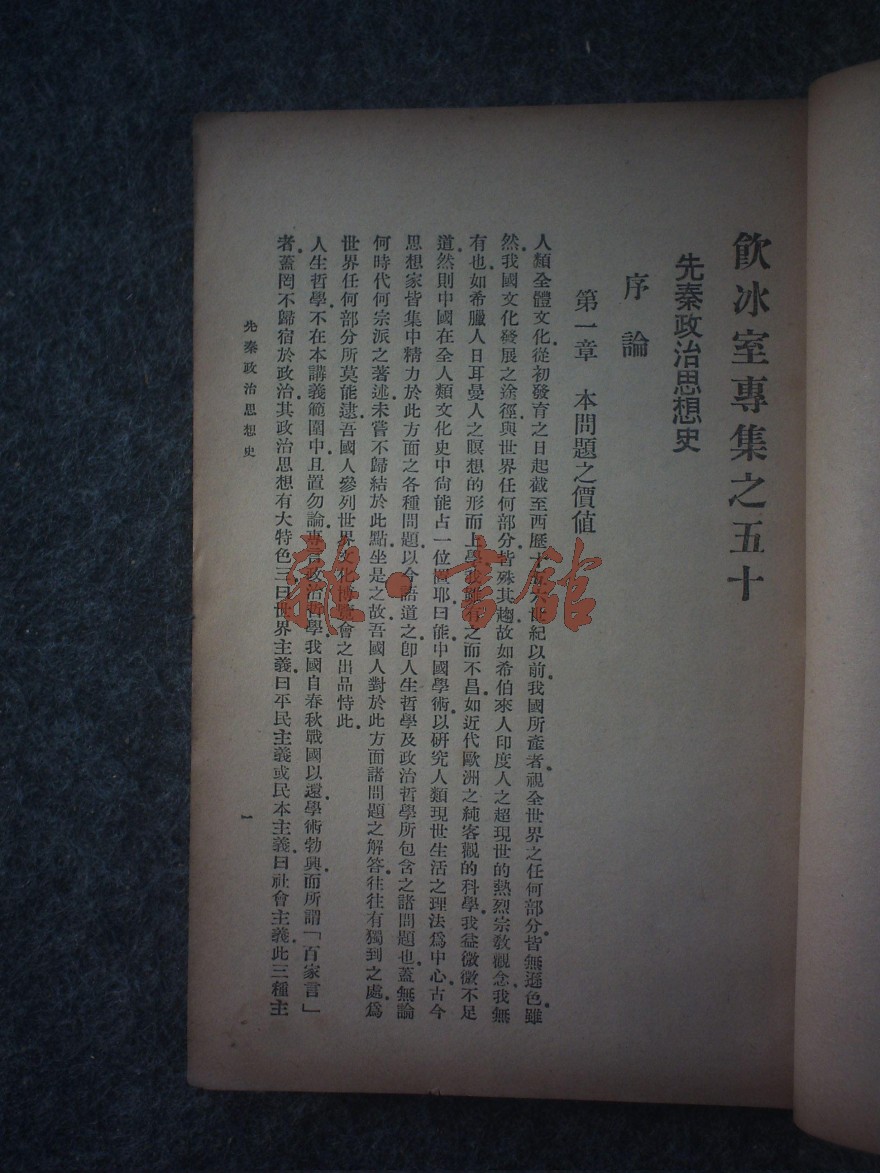 飲冰室專集之五十
先秦政治思想史
序論
第一章 本問題之價值
人類全體文化從初發育之日起截至西歷十五六世紀以前我國所產者視全世界之任何部分皆無遜色雖
然我國文化發展之途徑與世界任何部分皆殊其趨故如希伯來人印度人之超現世的熱烈宗教觀念我無
有也如希臘人日耳曼人之瞑想的形而上學我雖有之而不昌如近代歐洲之純客觀的科學我益微微不足
道然則中國在全人類文化史中尚能占一位置耶曰能中國學術以研究人類現世生活之理法爲中心古今
思想家皆集中精力於此方面之各種問題以今語道之卽人生哲學及政治哲學所包含之諸問題也蓋無論
何時代何宗派之著述未嘗不歸結於此點坐是之故吾國人對於此方面諸問題之解答往往有獨到之處爲
世界任何部分所莫能逮吾國人參列世界文化博覽會之出品恃此
人生哲學不在本講義範圍中且置勿論專言政治哲學我國自春秋戰國以還學術勃興而所謂「百家言」
者蓋罔不歸宿於政治其政治思想有大特色三曰世界主義曰平民主義或民本主義曰社會主義此三種主
先秦政治思想史
一
雜·書館